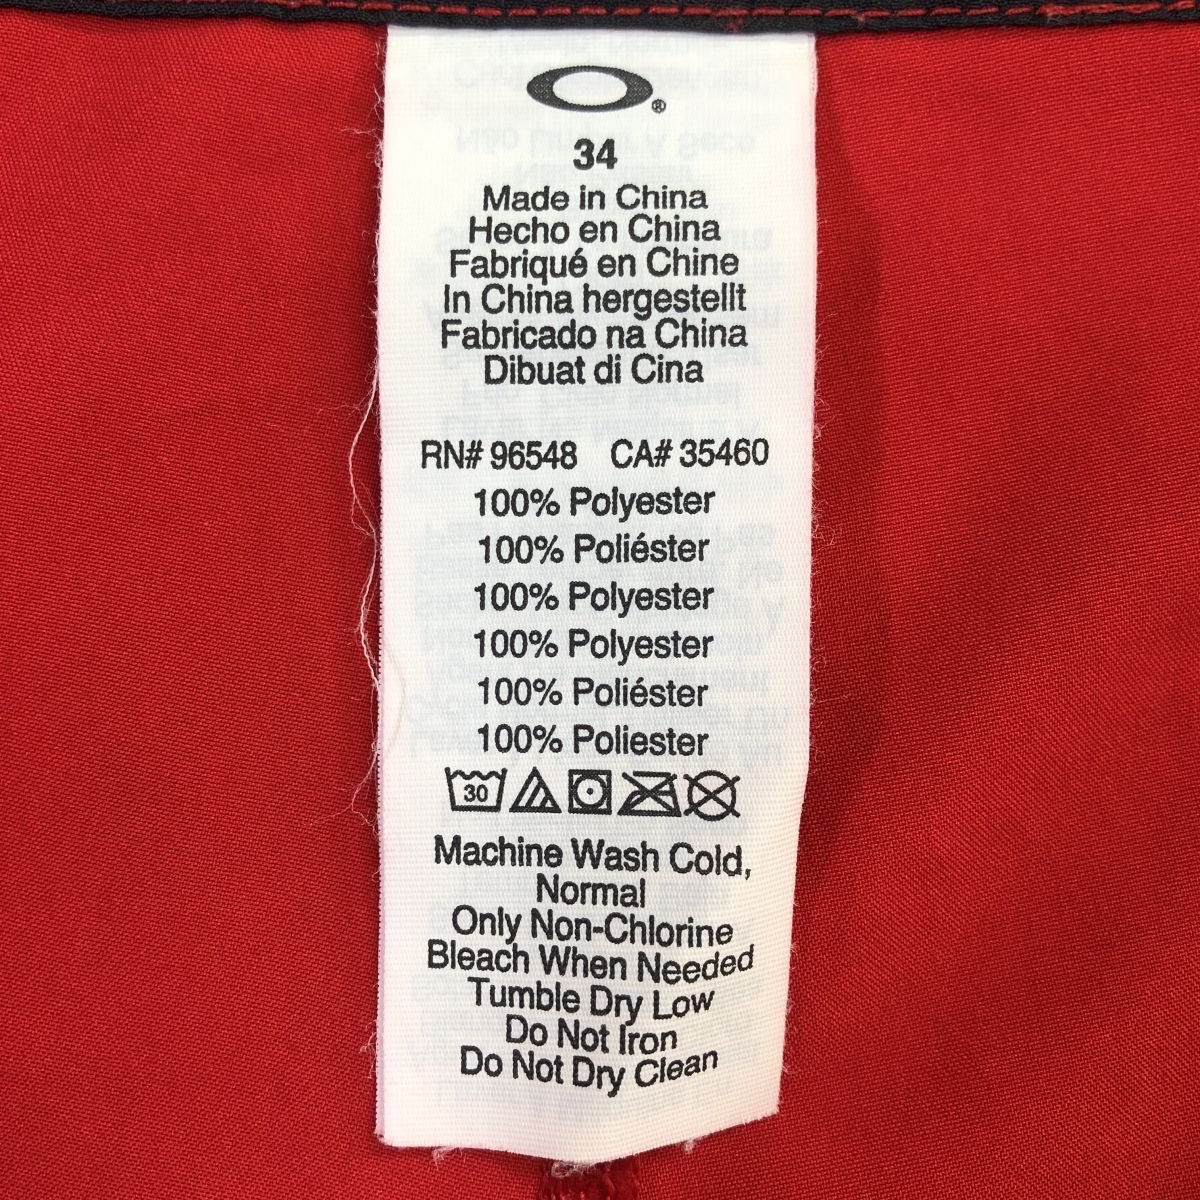 ®
34
Made in China
Hecho en China
Fabriqué en Chine
In China hergestellt
Fabricado na China
Dibuat di Cina
RN# 96548 CA# 35460
100% Polyester
100% Poliéster
100% Polyester
100% Polyester
100% Poliéster
100% Poliester
30
Machine Wash Cold,
Normal
Only Non-Chlorine
Bleach When Needed
Tumble Dry Low
Do Not Iron
Do Not Dry Clean